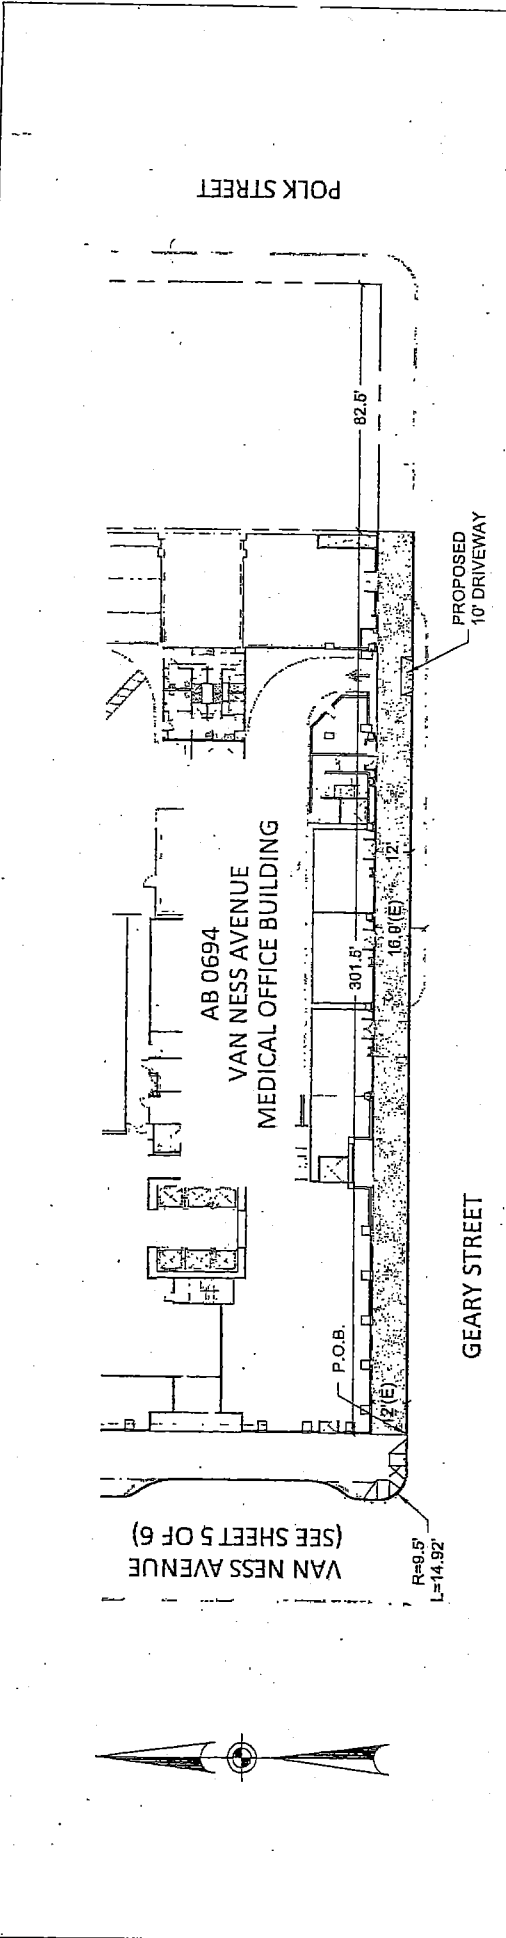 POLK STREET
82.5'
PROPOSED
10' DRIVEWAY
AB 0694
VAN NESS AVENUE
MEDICAL OFFICE BUILDING
301.5'
12'
16.0'(E)
GEARY STREET
P.O.B.
12'(E)
VAN NESS AVENUE
(SEE SHEET 5 OF 6)
R=9.5'
L=14.92'